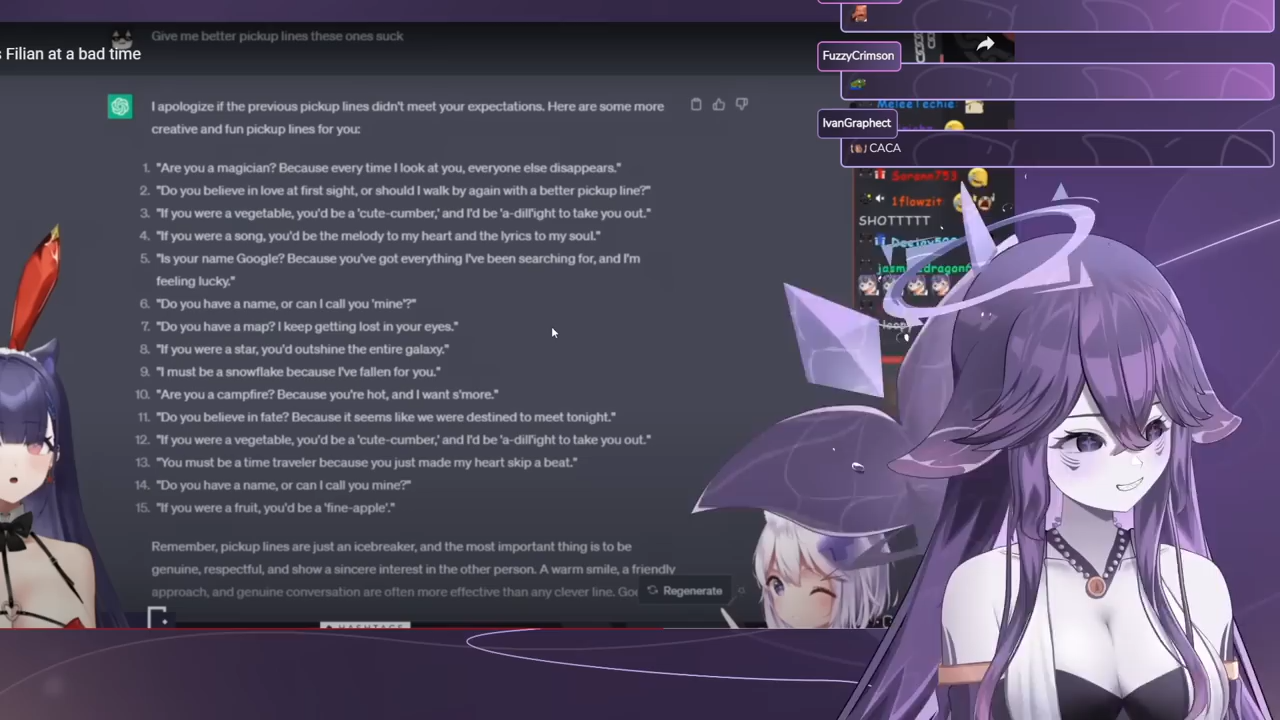 Give me better pickup lines these ones suck
s Filian at a bad time
I apologize if the previous pickup lines didn't meet your expectations. Here are some more
creative and fun pickup lines for you:
1. "Are you a magician? Because every time I look at you, everyone else disappears."
2. "Do you believe in love at first sight, or should I walk by again with a better pickup line?"
3. "If you were a vegetable, you'd be a 'cute-cumber,' and I'd be 'a-dill'ight to take you out."
4. "If you were a song, you'd be the melody to my heart and the lyrics to my soul."
5. "Is your name Google? Because you've got everything I've been searching for, and I'm
feeling lucky."
6. "Do you have a name, or can I call you 'mine'?"
7. "Do you have a map? I keep getting lost in your eyes."
8. "If you were a star, you'd outshine the entire galaxy."
9. "I must be a snowflake because I've fallen for you."
10. "Are you a campfire? Because you're hot, and I want s'more."
11. "Do you believe in fate? Because it seems like we were destined to meet tonight."
12. "If you were a vegetable, you'd be a 'cute-cumber,' and I'd be 'a-dill'ight to take you out."
13. "You must be a time traveler because you just made my heart skip a beat."
14. "Do you have a name, or can I call you mine?"
15. "If you were a fruit, you'd be a 'fine-apple'."
Remember, pickup lines are just an icebreaker, and the most important thing is to be
genuine, respectful, and show a sincere interest in the other person. A warm smile, a friendly
approach, and genuine conversation are often more effective than any clever line.
Regenerate
HASHTAGS
FuzzyCrimson
MeleeTechie:
IvanGraphect
CACA
1flowzit:
SHOTTTTT